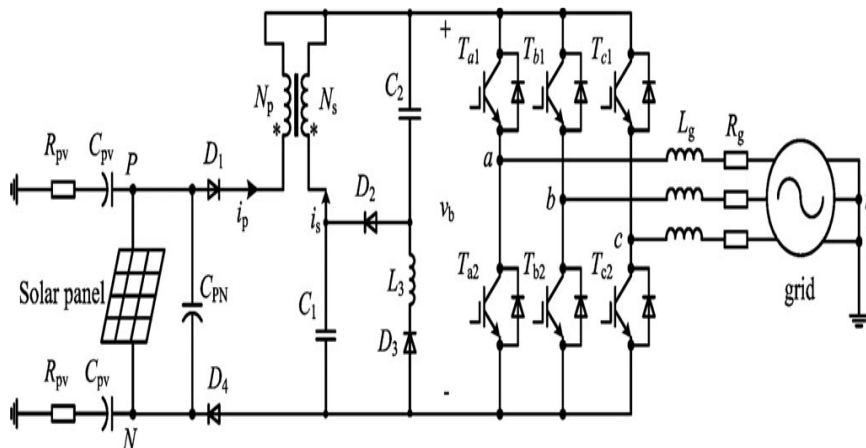 +
T_a1 T_b1 T_c1
N_p N_s C_2
* *
L_g R_g
R_pv C_pv P D_1
a
D_2
i_p i_s v_b b
c
Solar panel C_PN L_3 T_a2 T_b2 T_c2 grid
C_1
D_3
R_pv C_pv D_4 -
N